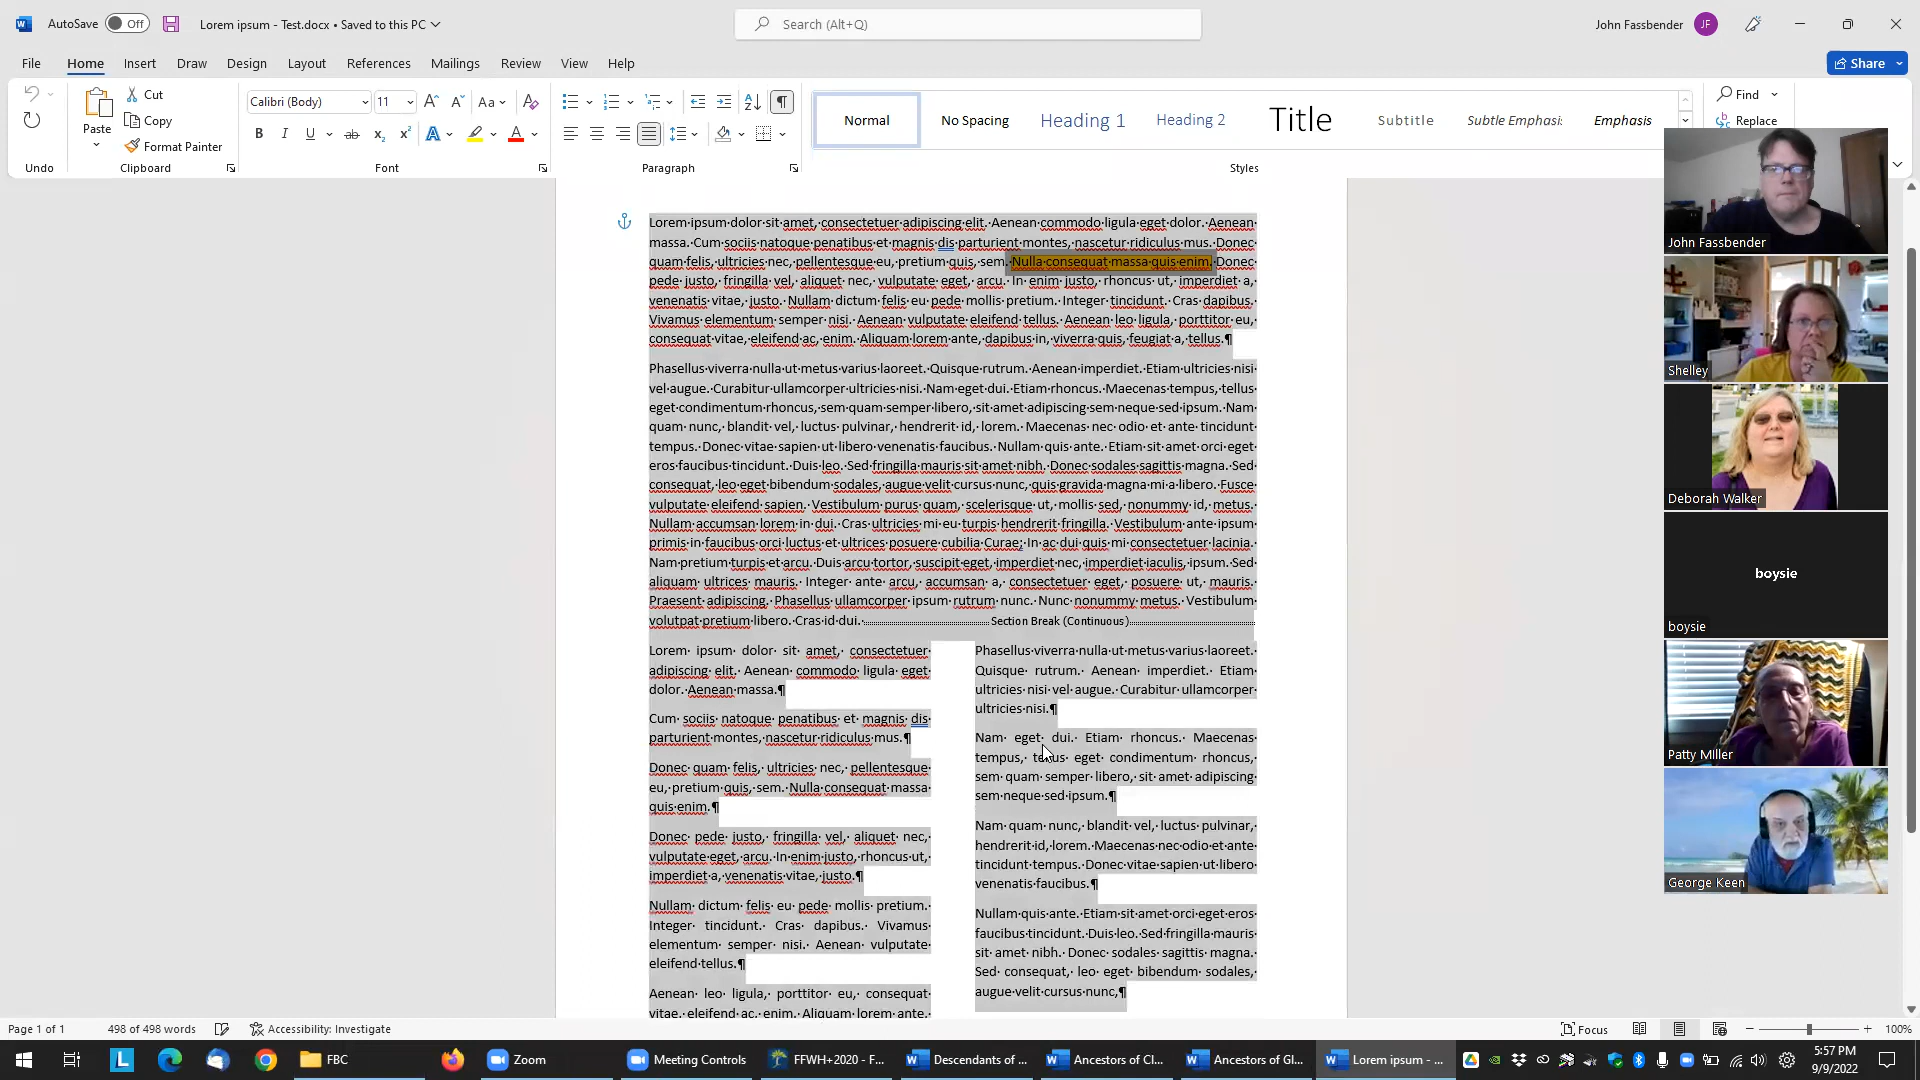 AutoSave Off Lorem ipsum - Test.docx • Saved to this PC Search (Alt+Q) John Fassbender JF
File Home Insert Draw Design Layout References Mailings Review View Help Share
Paste Cut Copy Format Painter
Calibri (Body) 11
Normal No Spacing Heading 1 Heading 2 Title Subtitle Subtle Emphasi: Emphasis
Find
Replace
Undo Clipboard Font Paragraph Styles
Lorem ipsum dolor sit amet, consectetuer adipiscing elit. Aenean commodo ligula eget dolor. Aenean
massa. Cum sociis natoque penatibus et magnis dis parturient montes, nascetur ridiculus mus. Donec
quam felis, ultricies nec, pellentesque eu, pretium quis, sem. Nulla consequat massa quis enim. Donec
pede justo, fringilla vel, aliquet nec, vulputate eget, arcu. In enim justo, rhoncus ut, imperdiet a,
venenatis vitae, justo. Nullam dictum felis eu pede mollis pretium. Integer tincidunt. Cras dapibus.
Vivamus elementum semper nisi. Aenean vulputate eleifend tellus. Aenean leo ligula, porttitor eu,
consequat vitae, eleifend ac, enim. Aliquam lorem ante, dapibus in, viverra quis, feugiat a, tellus.¶
Phasellus viverra nulla ut metus varius laoreet. Quisque rutrum. Aenean imperdiet. Etiam ultricies nisi
vel augue. Curabitur ullamcorper ultricies nisi. Nam eget dui. Etiam rhoncus. Maecenas tempus, tellus
eget condimentum rhoncus, sem quam semper libero, sit amet adipiscing sem neque sed ipsum. Nam
quam nunc, blandit vel, luctus pulvinar, hendrerit id, lorem. Maecenas nec odio et ante tincidunt
tempus. Donec vitae sapien ut libero venenatis faucibus. Nullam quis ante. Etiam sit amet orci eget
eros faucibus tincidunt. Duis leo. Sed fringilla mauris sit amet nibh. Donec sodales sagittis magna. Sed
consequat, leo eget bibendum sodales, augue velit cursus nunc, quis gravida magna mi a libero. Fusce
vulputate eleifend sapien. Vestibulum purus quam, scelerisque ut, mollis sed, nonummy id, metus.
Nullam accumsan lorem in dui. Cras ultricies mi eu turpis hendrerit fringilla. Vestibulum ante ipsum
primis in faucibus orci luctus et ultrices posuere cubilia Curae; In ac dui quis mi consectetuer lacinia.
Nam pretium turpis et arcu. Duis arcu tortor, suscipit eget, imperdiet nec, imperdiet iaculis, ipsum. Sed
aliquam ultrices mauris. Integer ante arcu, accumsan a, consectetuer eget, posuere ut, mauris.
Praesent adipiscing. Phasellus ullamcorper ipsum rutrum nunc. Nunc nonummy metus. Vestibulum
volutpat pretium libero. Cras id dui. Section Break (Continuous)
Lorem ipsum dolor sit amet, consectetuer
adipiscing elit. Aenean commodo ligula eget
dolor. Aenean massa.¶
Cum sociis natoque penatibus et magnis dis
parturient montes, nascetur ridiculus mus.¶
Donec quam felis, ultricies nec, pellentesque
eu, pretium quis, sem. Nulla consequat massa
quis enim.¶
Donec pede justo, fringilla vel, aliquet nec,
vulputate eget, arcu. In enim justo, rhoncus ut,
imperdiet a, venenatis vitae, justo.¶
Nullam dictum felis eu pede mollis pretium.
Integer tincidunt. Cras dapibus. Vivamus
elementum semper nisi. Aenean vulputate
eleifend tellus.¶
Aenean leo ligula, porttitor eu, consequat
vitae, eleifend ac, enim. Aliquam lorem ante,
Phasellus viverra nulla ut metus varius laoreet.
Quisque rutrum. Aenean imperdiet. Etiam
ultricies nisi vel augue. Curabitur ullamcorper
ultricies nisi.¶
Nam eget dui. Etiam rhoncus. Maecenas
tempus, tellus eget condimentum rhoncus,
sem quam semper libero, sit amet adipiscing
sem neque sed ipsum.¶
Nam quam nunc, blandit vel, luctus pulvinar,
hendrerit id, lorem. Maecenas nec odio et ante
tincidunt tempus. Donec vitae sapien ut libero
venenatis faucibus.¶
Nullam quis ante. Etiam sit amet orci eget eros
faucibus tincidunt. Duis leo. Sed fringilla mauris
sit amet nibh. Donec sodales sagittis magna.
Sed consequat, leo eget bibendum sodales,
augue velit cursus nunc,¶
John Fassbender
Shelley
Deborah Walker
boysie
boysie
Patty Miller
George Keen
Page 1 of 1 498 of 498 words Accessibility: Investigate Focus 100%
FBC Zoom Meeting Controls FFWH+2020 - F... Descendants of ... Ancestors of Cl... Ancestors of Gl... Lorem ipsum - ... 5:57 PM
9/9/2022